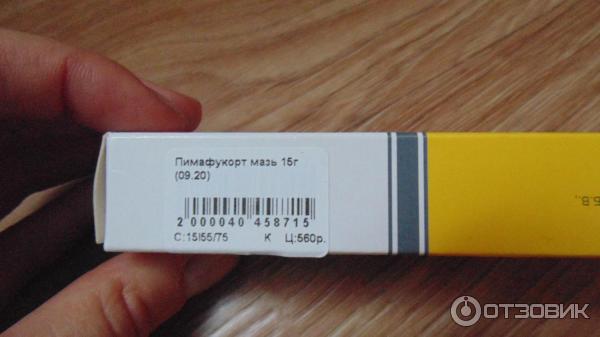 Пимафукорт мазь 15г
(09.20)
2 000040 458715
С:15I55/75 К Ц:560р.
Б.В.,
ОТЗОВИК